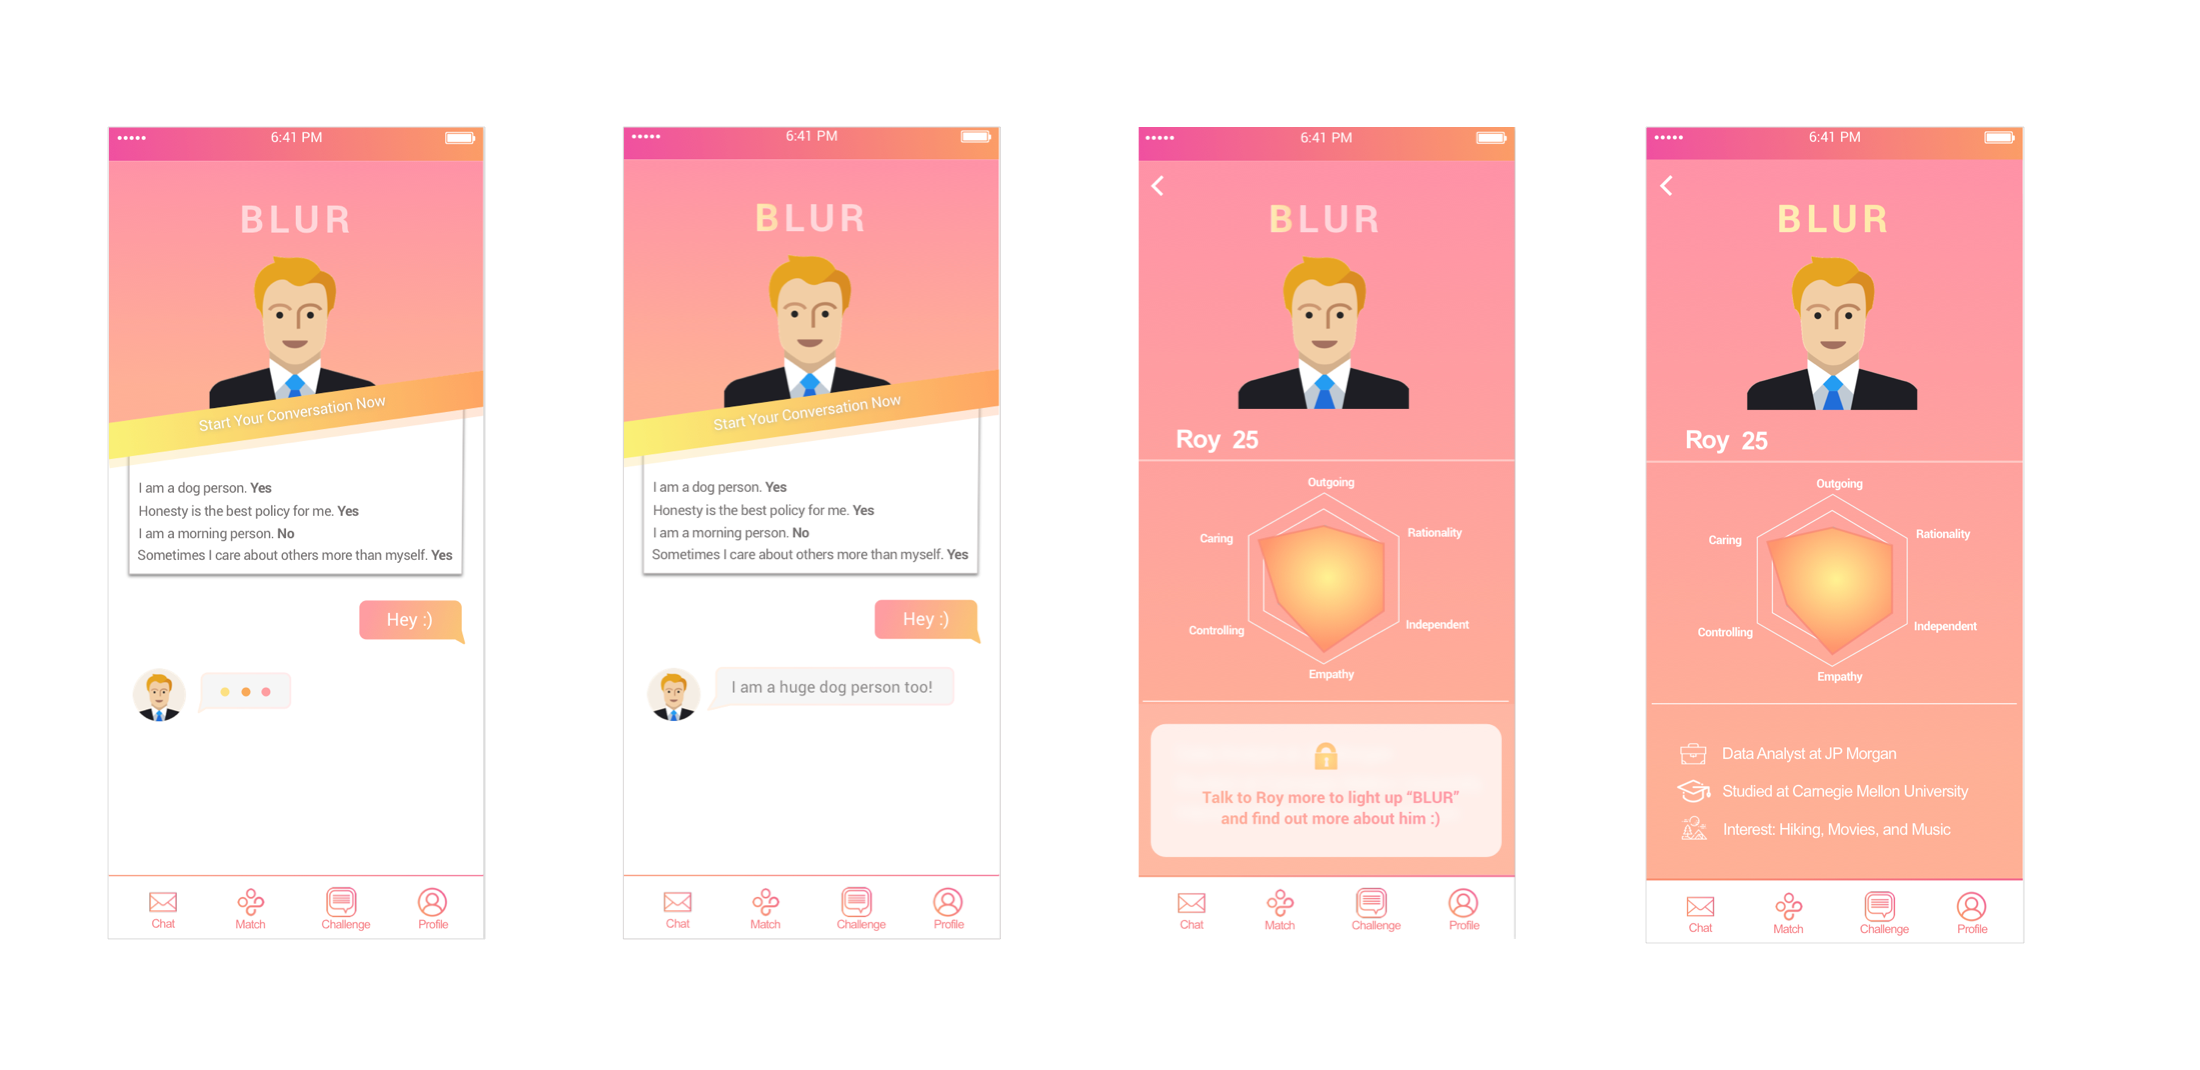 6:41 PM
BLUR
Start Your Conversation Now
I am a dog person. Yes
Honesty is the best policy for me. Yes
I am a morning person. No
Sometimes I care about others more than myself. Yes
Hey :)
Chat
Match
Challenge
Profile
6:41 PM
BLUR
Start Your Conversation Now
I am a dog person. Yes
Honesty is the best policy for me. Yes
I am a morning person. No
Sometimes I care about others more than myself. Yes
Hey :)
I am a huge dog person too!
Chat
Match
Challenge
Profile
6:41 PM
BLUR
Roy 25
Outgoing
Caring
Rationality
Controlling
Independent
Empathy
Talk to Roy more to light up “BLUR”
and find out more about him :)
Chat
Match
Challenge
Profile
6:41 PM
BLUR
Roy 25
Outgoing
Caring
Rationality
Controlling
Independent
Empathy
Data Analyst at JP Morgan
Studied at Carnegie Mellon University
Interest: Hiking, Movies, and Music
Chat
Match
Challenge
Profile